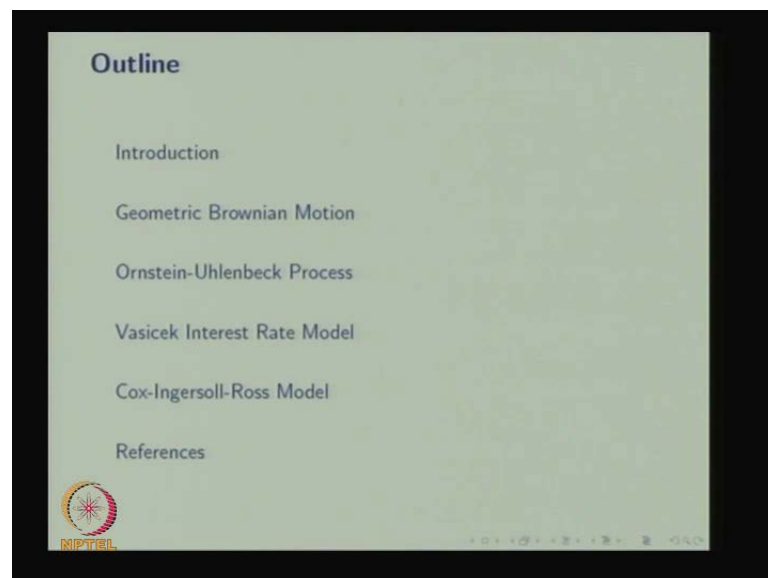 Outline
Introduction
Geometric Brownian Motion
Ornstein-Uhlenbeck Process
Vasicek Interest Rate Model
Cox-Ingersoll-Ross Model
References
NPTEL